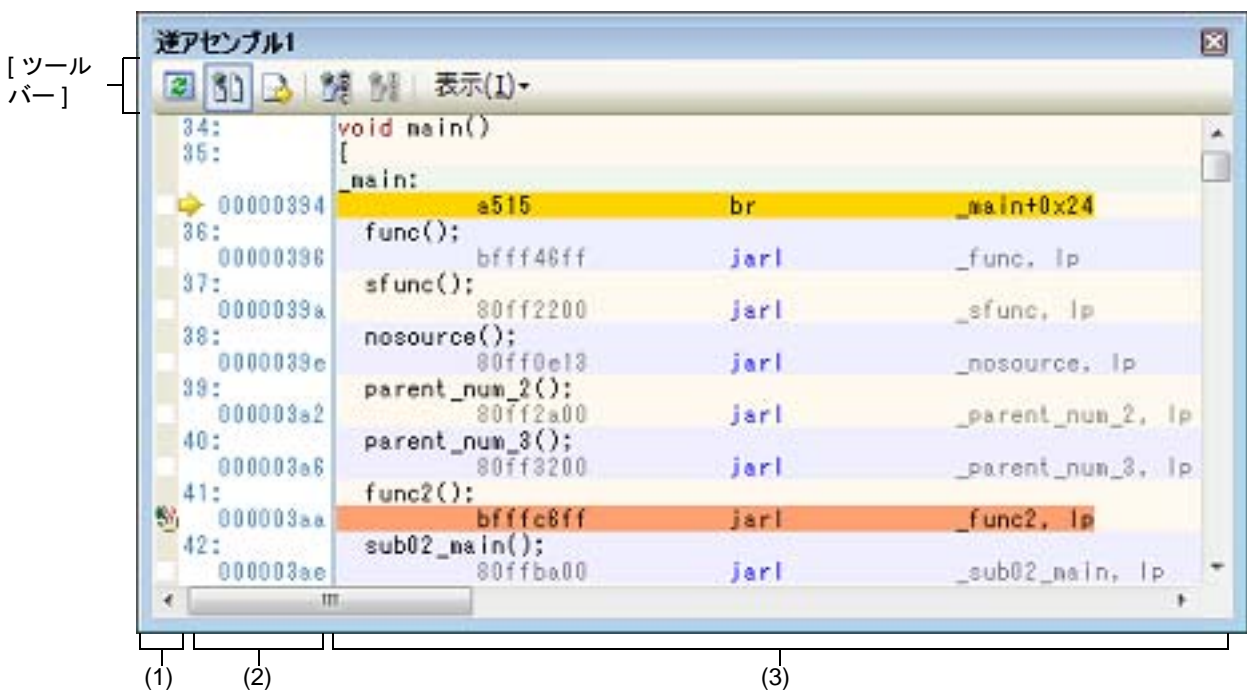 逆アセンブル1
[ ツール
バー ]
表示(I)
34: void main()
35: {
_main:
00000394 a515 br _main+0x24
36: func();
00000396 bfff46ff jarl _func, lp
37: sfunc();
0000039a 80ff2200 jarl _sfunc, lp
38: nosource();
0000039e 80ff0e13 jarl _nosource, lp
39: parent_num_2();
000003a2 80ff2a00 jarl _parent_num_2, lp
40: parent_num_3();
000003a6 80ff3200 jarl _parent_num_3, lp
41: func2();
000003aa bfffc6ff jarl _func2, lp
42: sub02_main();
000003ae 80ffba00 jarl _sub02_main, lp
(1) (2) (3)